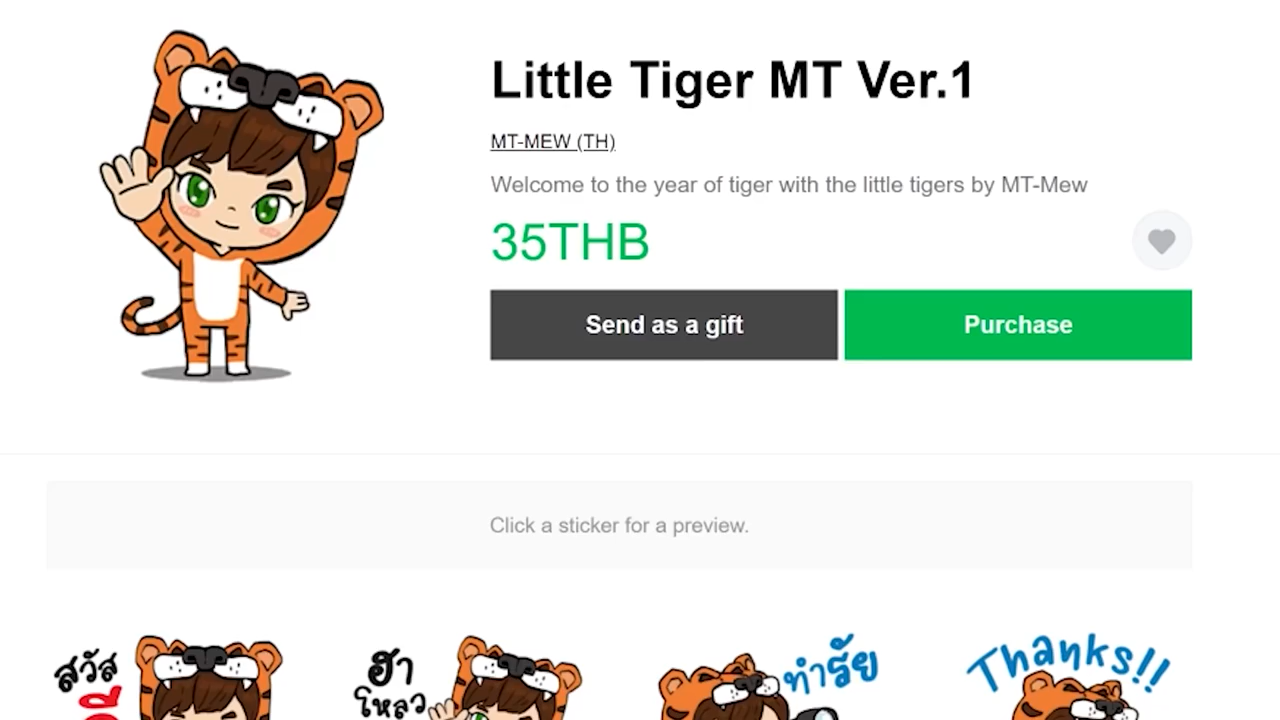 Little Tiger MT Ver.1
MT-MEW (TH)
Welcome to the year of tiger with the little tigers by MT-Mew
35THB
Send as a gift
Purchase
Click a sticker for a preview.
สวัส
ฮา
โหลว
ทำรัย
Thanks!!